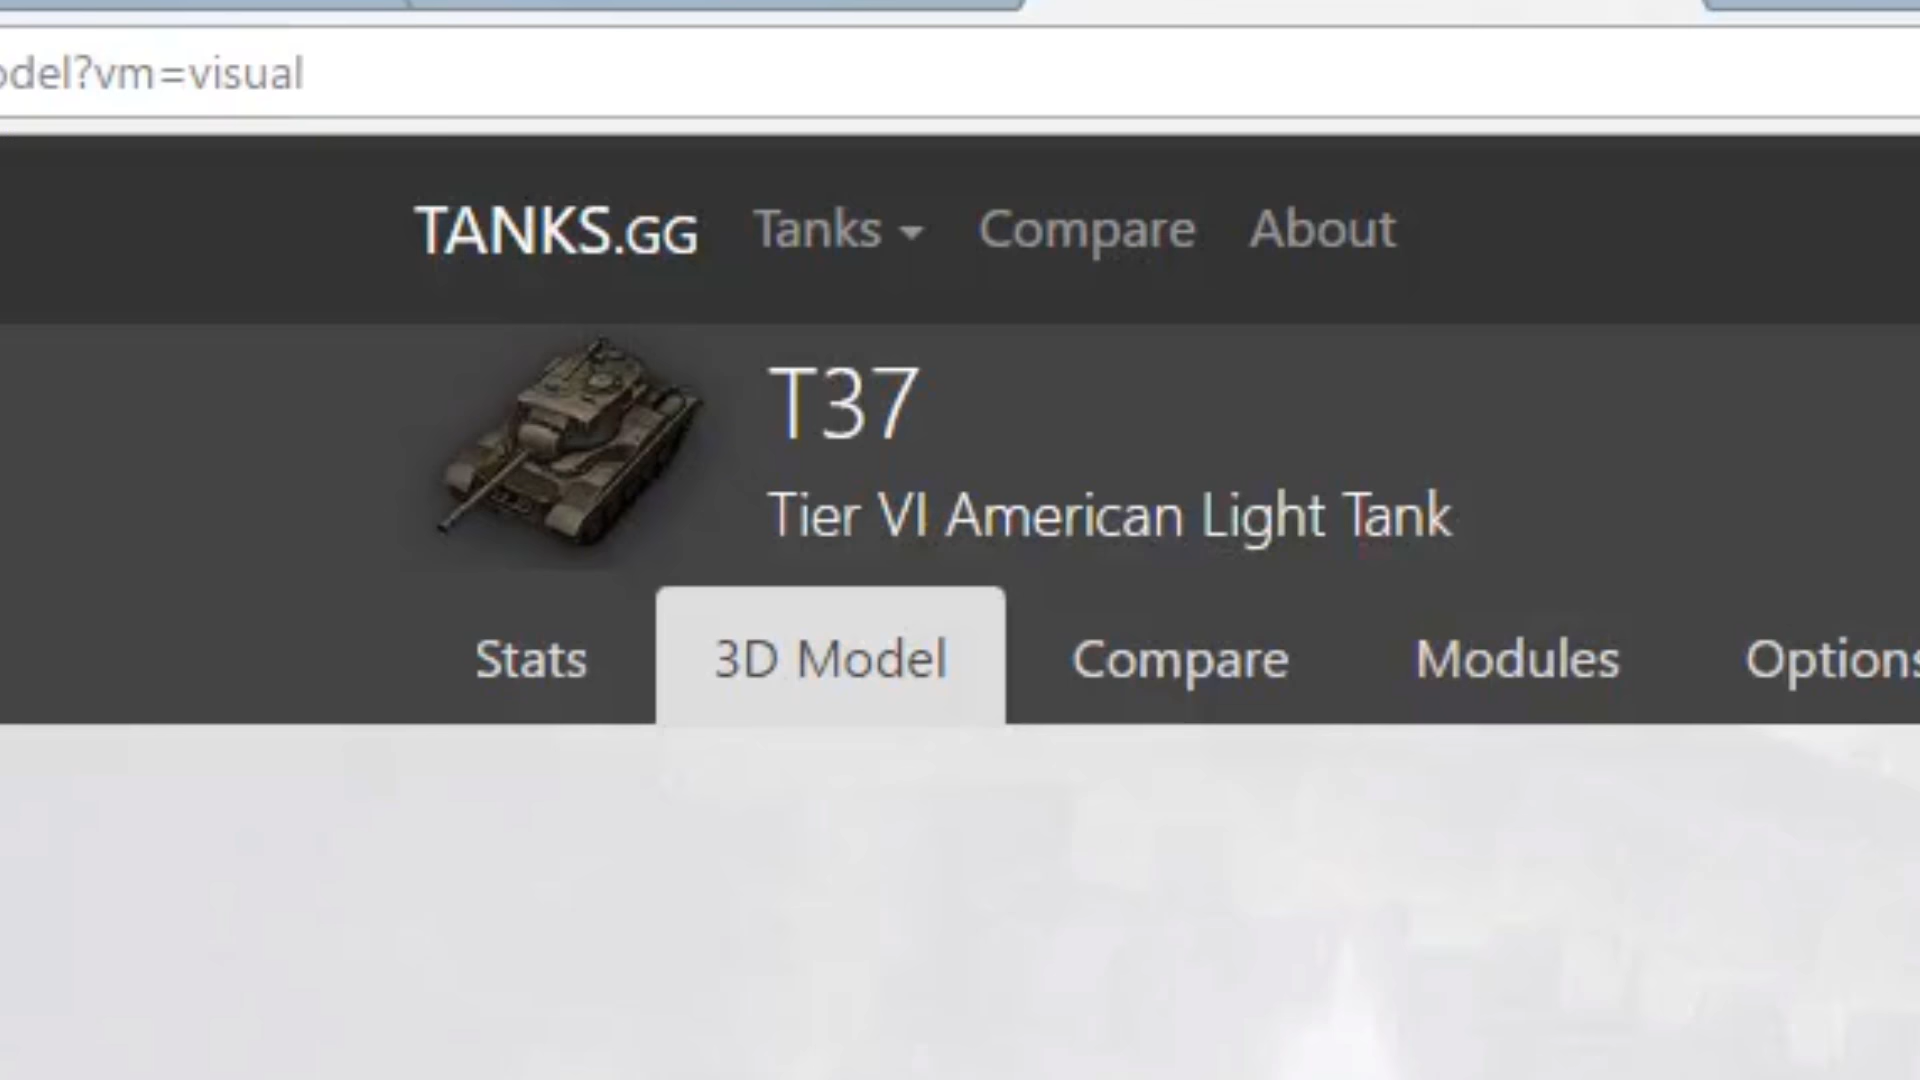 odel?vm=visual
TANKS.GG Tanks Compare About
T37
Tier VI American Light Tank
Stats 3D Model Compare Modules Options